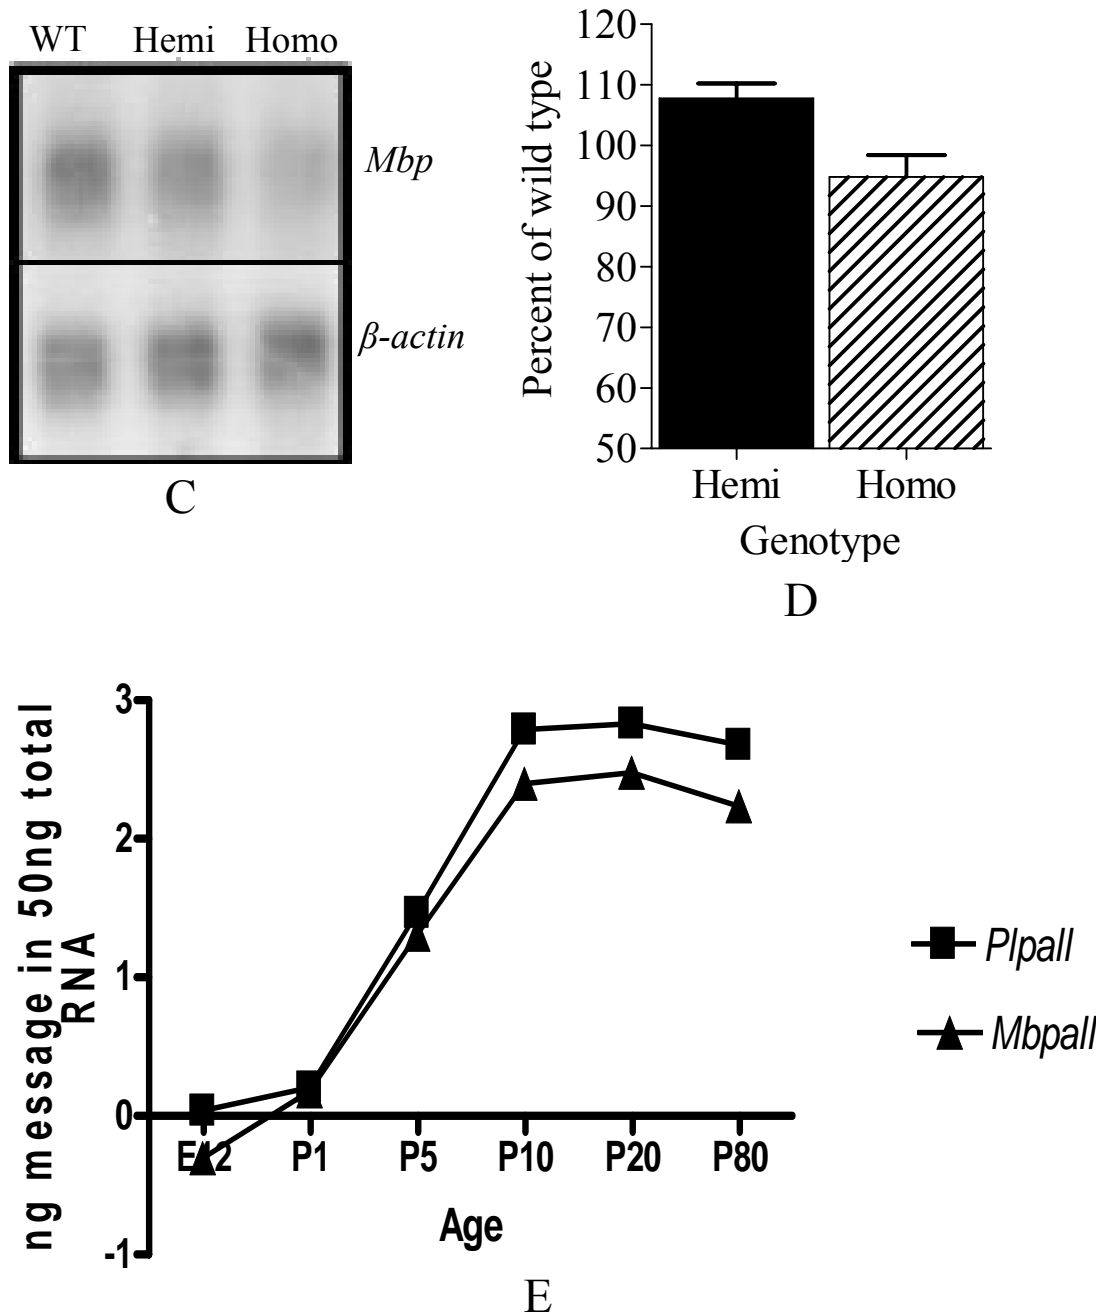 WT Hemi Homo
Mbp
β-actin
C
120
110
100
90
80
70
60
50
Percent of wild type
Hemi Homo
Genotype
D
3
2
1
0
-1
ng message in 50ng total
RNA
P1 P5 P10 P20 P80
Age
Plpall
Mbpall
E